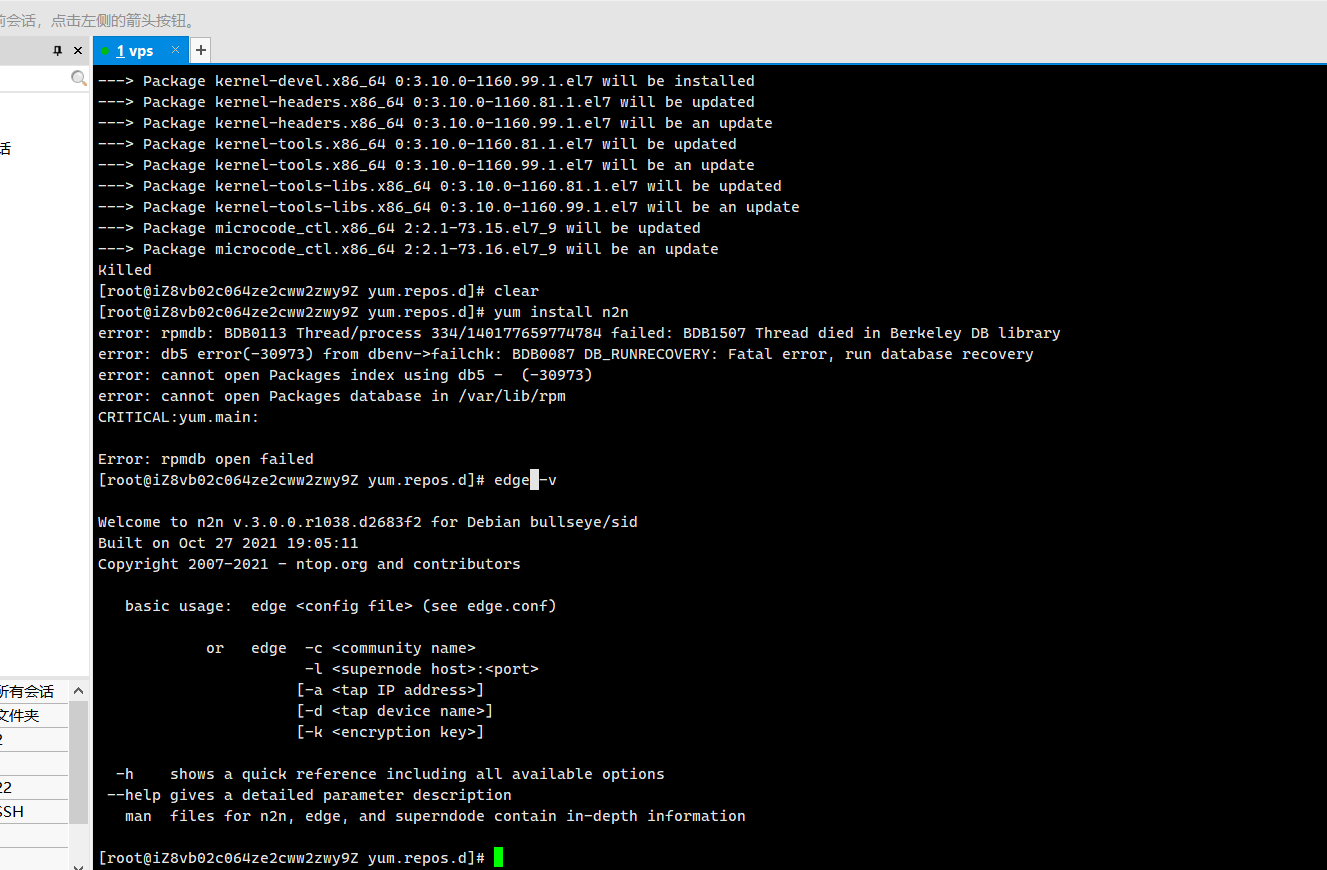 前会话，点击左侧的箭头按钮。
1 vps
---> Package kernel-devel.x86_64 0:3.10.0-1160.99.1.el7 will be installed
---> Package kernel-headers.x86_64 0:3.10.0-1160.81.1.el7 will be updated
---> Package kernel-headers.x86_64 0:3.10.0-1160.99.1.el7 will be an update
---> Package kernel-tools.x86_64 0:3.10.0-1160.81.1.el7 will be updated
---> Package kernel-tools.x86_64 0:3.10.0-1160.99.1.el7 will be an update
---> Package kernel-tools-libs.x86_64 0:3.10.0-1160.81.1.el7 will be updated
---> Package kernel-tools-libs.x86_64 0:3.10.0-1160.99.1.el7 will be an update
---> Package microcode_ctl.x86_64 2:2.1-73.15.el7_9 will be updated
---> Package microcode_ctl.x86_64 2:2.1-73.16.el7_9 will be an update
Killed
[root@iZ8vb02c064ze2cww2zwy9Z yum.repos.d]# clear
[root@iZ8vb02c064ze2cww2zwy9Z yum.repos.d]# yum install n2n
error: rpmdb: BDB0113 Thread/process 334/140177659774784 failed: BDB1507 Thread died in Berkeley DB library
error: db5 error(-30973) from dbenv->failchk: BDB0087 DB_RUNRECOVERY: Fatal error, run database recovery
error: cannot open Packages index using db5 -  (-30973)
error: cannot open Packages database in /var/lib/rpm
CRITICAL:yum.main:
Error: rpmdb open failed
[root@iZ8vb02c064ze2cww2zwy9Z yum.repos.d]# edge -v
Welcome to n2n v.3.0.0.r1038.d2683f2 for Debian bullseye/sid
Built on Oct 27 2021 19:05:11
Copyright 2007-2021 - ntop.org and contributors
basic usage:  edge <config file> (see edge.conf)
or   edge  -c <community name>
-l <supernode host>:<port>
[-a <tap IP address>]
[-d <tap device name>]
[-k <encryption key>]
-h    shows a quick reference including all available options
--help gives a detailed parameter description
man  files for n2n, edge, and superndode contain in-depth information
[root@iZ8vb02c064ze2cww2zwy9Z yum.repos.d]#
话
所有会话
文件夹
2
22
SSH